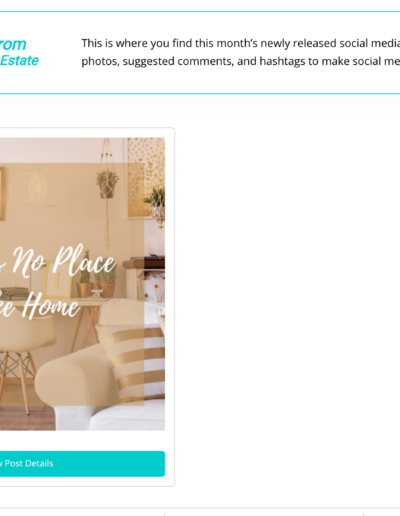 rom
Estate
This is where you find this month's newly released social media
photos, suggested comments, and hashtags to make social me
s No Place
ke Home
Post Details